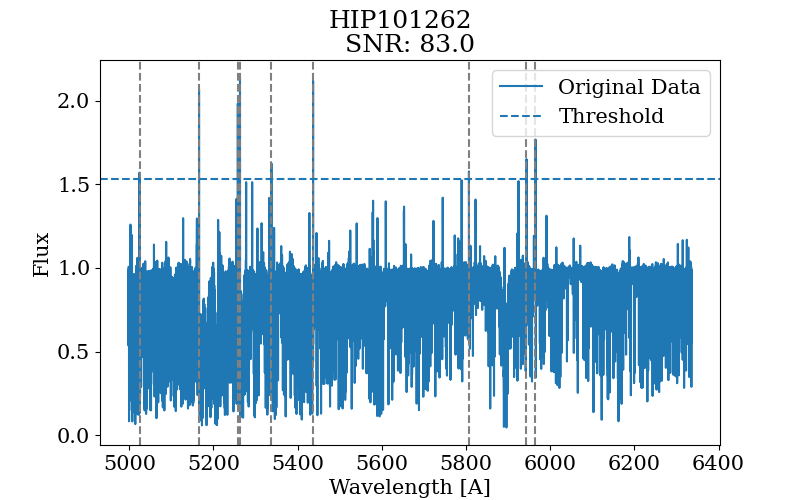 HIP101262
SNR: 83.0
Original Data
Threshold
Flux
2.0
1.5
1.0
0.5
0.0
5000 5200 5400 5600 5800 6000 6200 6400
Wavelength [A]